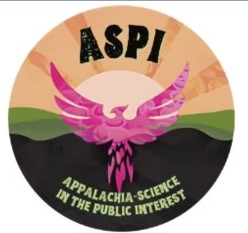 ASPI
APPALACHIA-SCIENCE
IN THE PUBLIC INTEREST